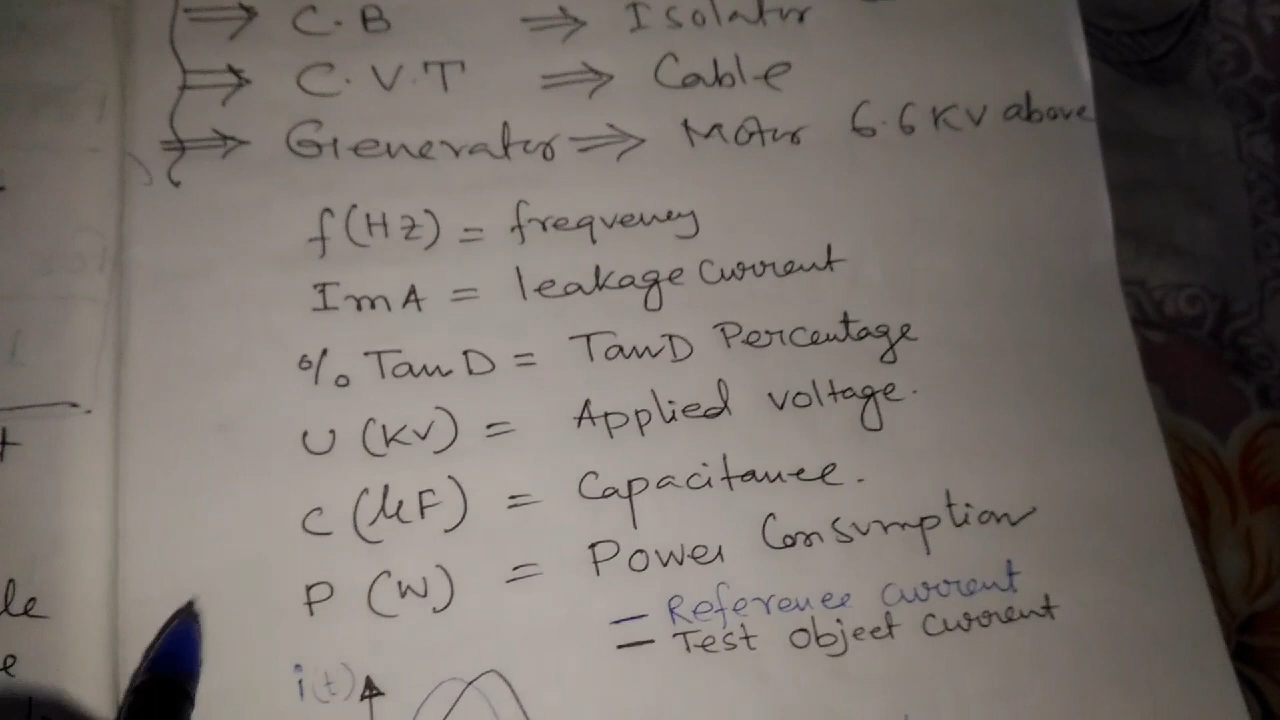 ⇒ C.B ⇒ Isolator
⇒ C.V.T ⇒ Cable
⇒ Generator ⇒ Motor 6.6 KV above
f(Hz) = frequency
ImA = leakage Current
% Tan D = Tan D Percentage
U (KV) = Applied voltage.
C (μF) = Capacitance.
P (W) = Power Consumption
— Reference Current
— Test object Current
i(t)